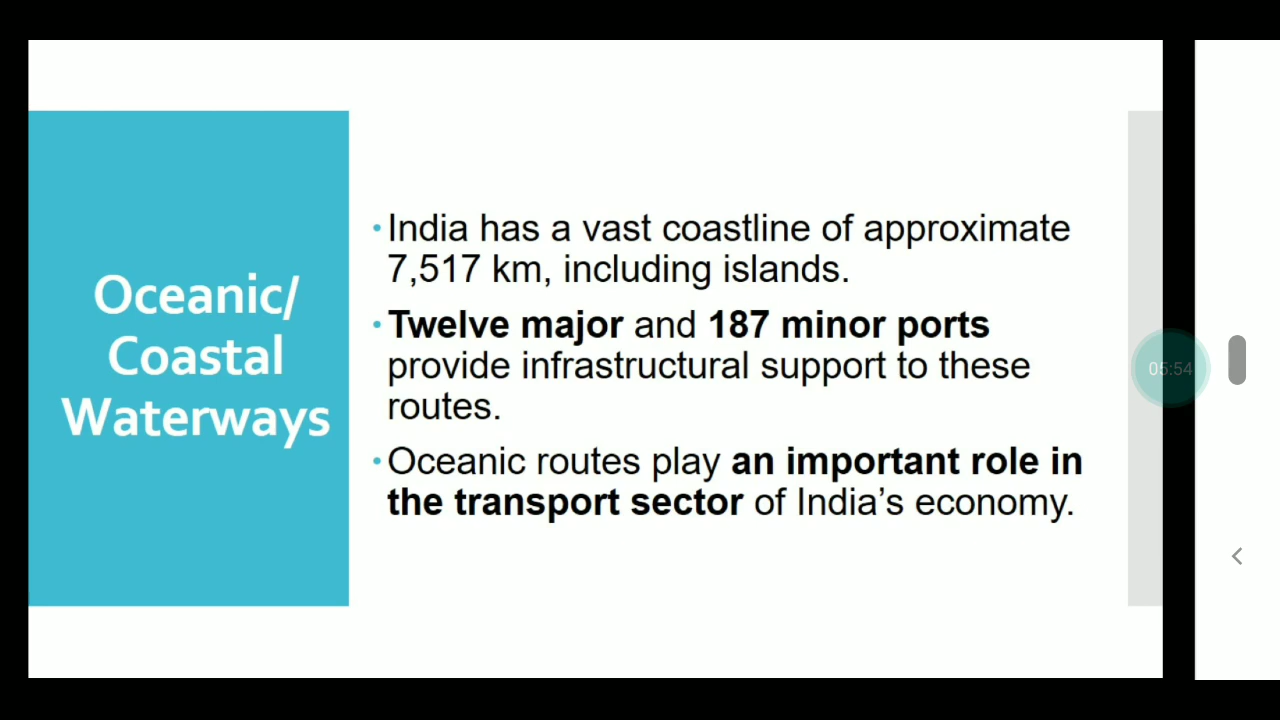 Oceanic/
Coastal
Waterways
•India has a vast coastline of approximate
7,517 km, including islands.
•Twelve major and 187 minor ports
provide infrastructural support to these
routes.
•Oceanic routes play an important role in
the transport sector of India’s economy.
05:54